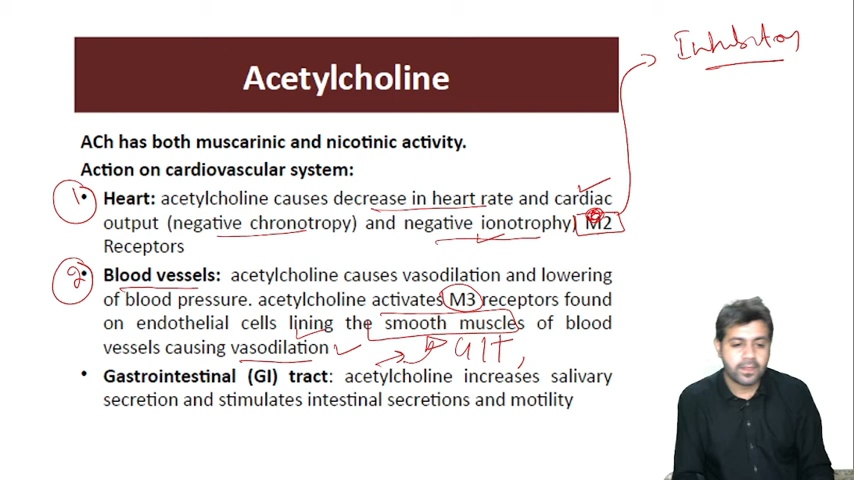 Inhibitory
Acetylcholine
ACh has both muscarinic and nicotinic activity.
Action on cardiovascular system:
1
• Heart: acetylcholine causes decrease in heart rate and cardiac
output (negative chronotropy) and negative ionotrophy) M2
Receptors
2
• Blood vessels: acetylcholine causes vasodilation and lowering
of blood pressure. acetylcholine activates M3 receptors found
on endothelial cells lining the smooth muscles of blood
vessels causing vasodilation
GIT,
• Gastrointestinal (GI) tract: acetylcholine increases salivary
secretion and stimulates intestinal secretions and motility